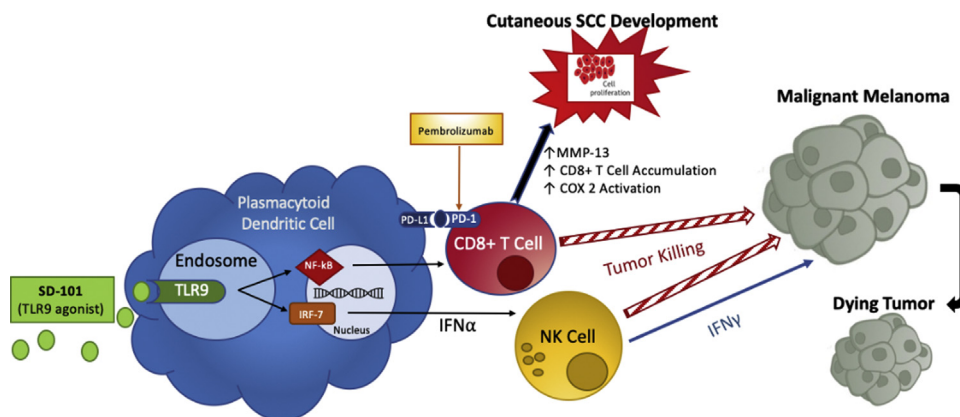 Cutaneous SCC Development
Cell
proliferation
Malignant Melanoma
Pembrolizumab
↑MMP-13
↑ CD8+ T Cell Accumulation
↑ COX 2 Activation
Plasmacytoid
Dendritic Cell
PD-L1
PD-1
CD8+ T Cell
Endosome
NF-kB
TLR9
SD-101
(TLR9 agonist)
IRF-7
Nucleus
IFNα
NK Cell
Tumor Killing
IFNγ
Dying Tumor